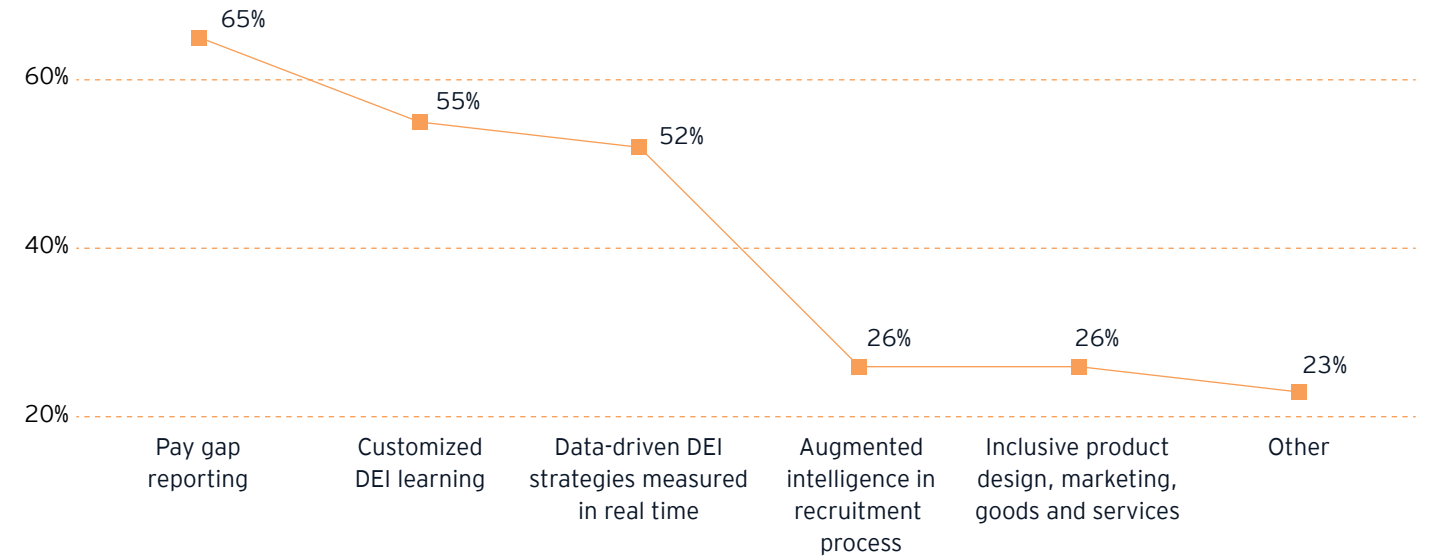 65%
60%
55%
52%
40%
26%
26%
23%
20%
Pay gap
reporting
Customized
DEI learning
Data-driven DEI
strategies measured
in real time
Augmented
intelligence in
recruitment
process
Inclusive product
design, marketing,
goods and services
Other